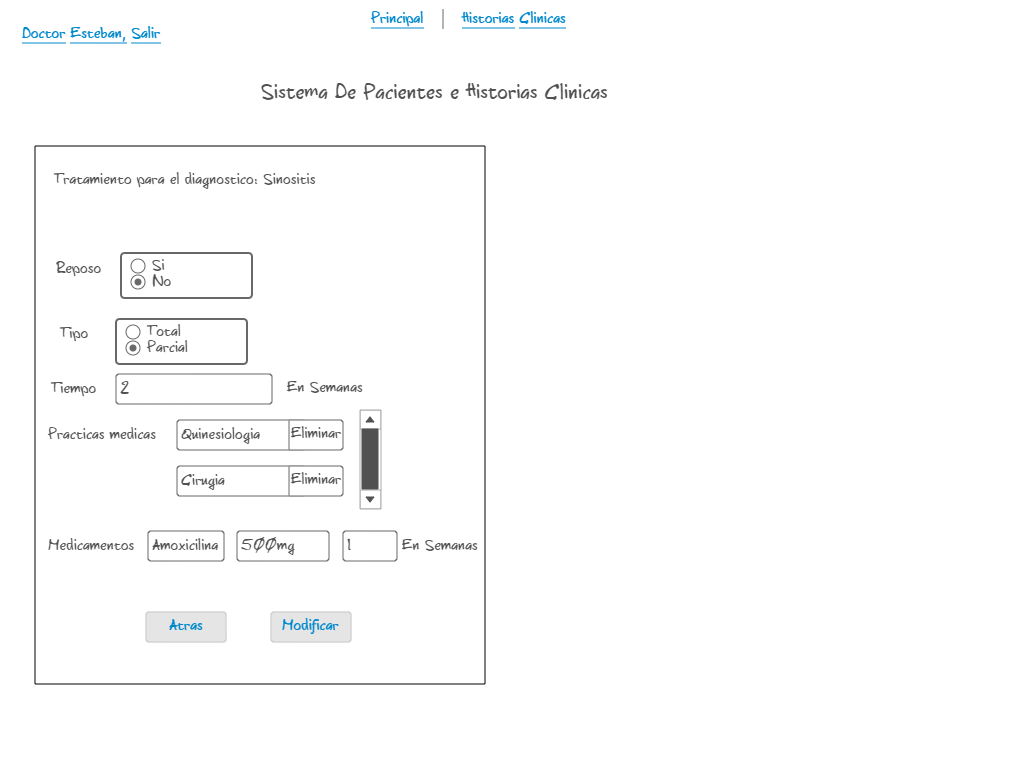 Principal | Historias Clinicas
Doctor Esteban, Salir
Sistema De Pacientes e Historias Clinicas
Tratamiento para el diagnostico: Sinositis
Reposo
Si
No
Tipo
Total
Parcial
Tiempo 2 En Semanas
Practicas medicas Quinesiologia Eliminar
Cirugia Eliminar
Medicamentos Amoxicilina 500mg 1 En Semanas
Atras Modificar